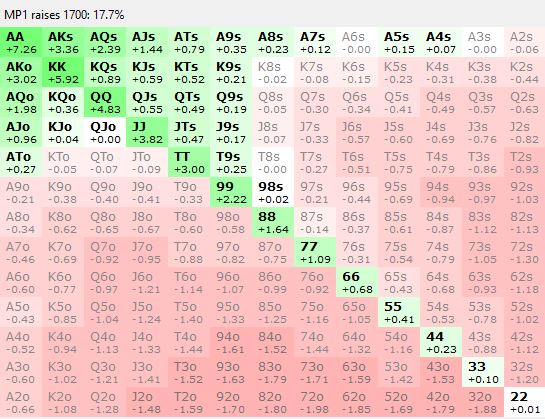 MP1 raises 1700: 17.7%
AA AKs AQs AJs ATs A9s A8s A7s A6s A5s A4s A3s A2s
+7.26 +3.36 +2.39 +1.44 +0.79 +0.35 +0.23 +0.12 -0.00 +0.15 +0.07 -0.00 -0.06
AKo KK KQs KJs KTs K9s K8s K7s K6s K5s K4s K3s K2s
+3.02 +5.92 +0.89 +0.59 +0.52 +0.21 -0.02 -0.08 -0.15 -0.23 -0.31 -0.38 -0.44
AQo KQo QQ QJs QTs Q9s Q8s Q7s Q6s Q5s Q4s Q3s Q2s
+1.98 +0.36 +4.83 +0.55 +0.49 +0.19 -0.05 -0.30 -0.34 -0.41 -0.49 -0.57 -0.63
AJo KJo QJo JJ JTs J9s J8s J7s J6s J5s J4s J3s J2s
+0.96 +0.04 +0.00 +3.82 +0.47 +0.17 -0.07 -0.33 -0.57 -0.60 -0.69 -0.76 -0.82
ATo KTo QTo JTo TT T9s T8s T7s T6s T5s T4s T3s T2s
+0.27 -0.05 -0.07 -0.09 +3.00 +0.25 -0.00 -0.27 -0.51 -0.75 -0.79 -0.86 -0.93
A9o K9o Q9o J9o T9o 99 98s 97s 96s 95s 94s 93s 92s
-0.21 -0.38 -0.40 -0.41 -0.33 +2.22 +0.02 -0.21 -0.44 -0.69 -0.94 -0.97 -1.03
A8o K8o Q8o J8o T8o 98o 88 87s 86s 85s 84s 83s 82s
-0.34 -0.62 -0.65 -0.67 -0.60 -0.58 +1.64 -0.14 -0.37 -0.61 -0.87 -1.12 -1.13
A7o K7o Q7o J7o T7o 97o 87o 77 76s 75s 74s 73s 72s
-0.46 -0.69 -0.92 -0.95 -0.88 -0.82 -0.75 +1.09 -0.31 -0.54 -0.79 -1.05 -1.30
A6o K6o Q6o J6o T6o 96o 86o 76o 66 65s 64s 63s 62s
-0.60 -0.77 -0.97 -1.21 -1.14 -1.07 -0.99 -0.92 +0.68 -0.43 -0.68 -0.93 -1.18
A5o K5o Q5o J5o T5o 95o 85o 75o 65o 55 54s 53s 52s
-0.43 -0.85 -1.04 -1.24 -1.40 -1.33 -1.25 -1.16 -1.05 +0.41 -0.53 -0.78 -1.02
A4o K4o Q4o J4o T4o 94o 84o 74o 64o 54o 44 43s 42s
-0.52 -0.94 -1.13 -1.33 -1.44 -1.61 -1.52 -1.44 -1.32 -1.16 +0.23 -0.88 -1.12
A3o K3o Q3o J3o T3o 93o 83o 73o 63o 53o 43o 33 32s
-0.60 -1.02 -1.21 -1.41 -1.52 -1.63 -1.79 -1.71 -1.59 -1.42 -1.53 +0.10 -1.20
A2o K2o Q2o J2o T2o 92o 82o 72o 62o 52o 42o 32o 22
-0.66 -1.08 -1.28 -1.48 -1.59 -1.70 -1.80 -1.98 -1.85 -1.69 -1.79 -1.88 +0.01